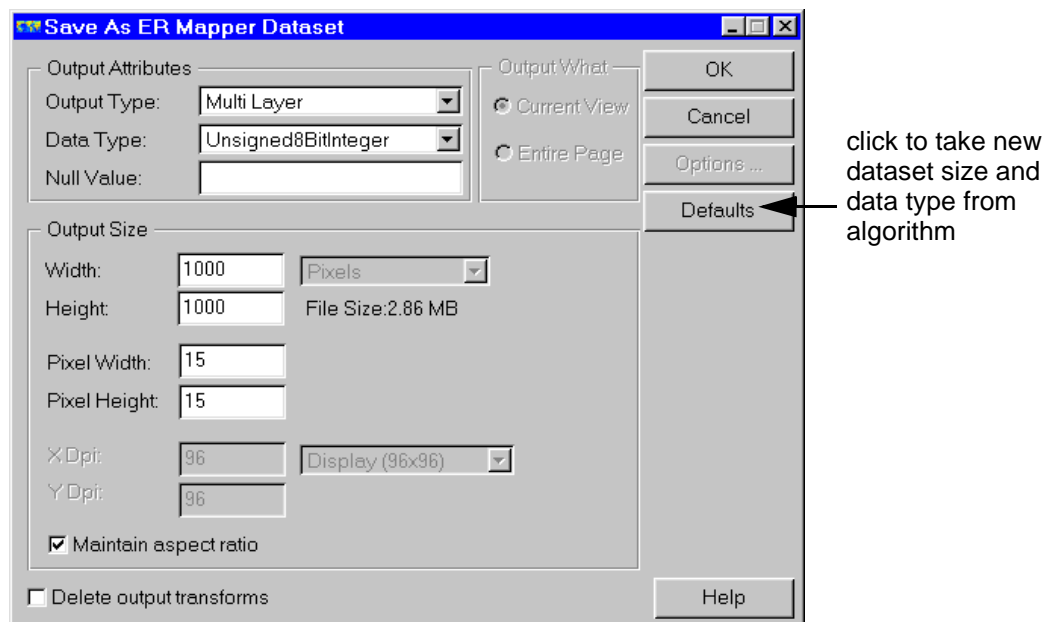 Save As ER Mapper Dataset
Output Attributes
Output Type: Multi Layer
Data Type: Unsigned8BitInteger
Null Value:
Output What
Current View
Entire Page
OK
Cancel
Options ...
Defaults
click to take new
dataset size and
data type from
algorithm
Output Size
Width: 1000 Pixels
Height: 1000 File Size:2.86 MB
Pixel Width: 15
Pixel Height: 15
X Dpi: 96 Display (96x96)
Y Dpi: 96
Maintain aspect ratio
Delete output transforms
Help